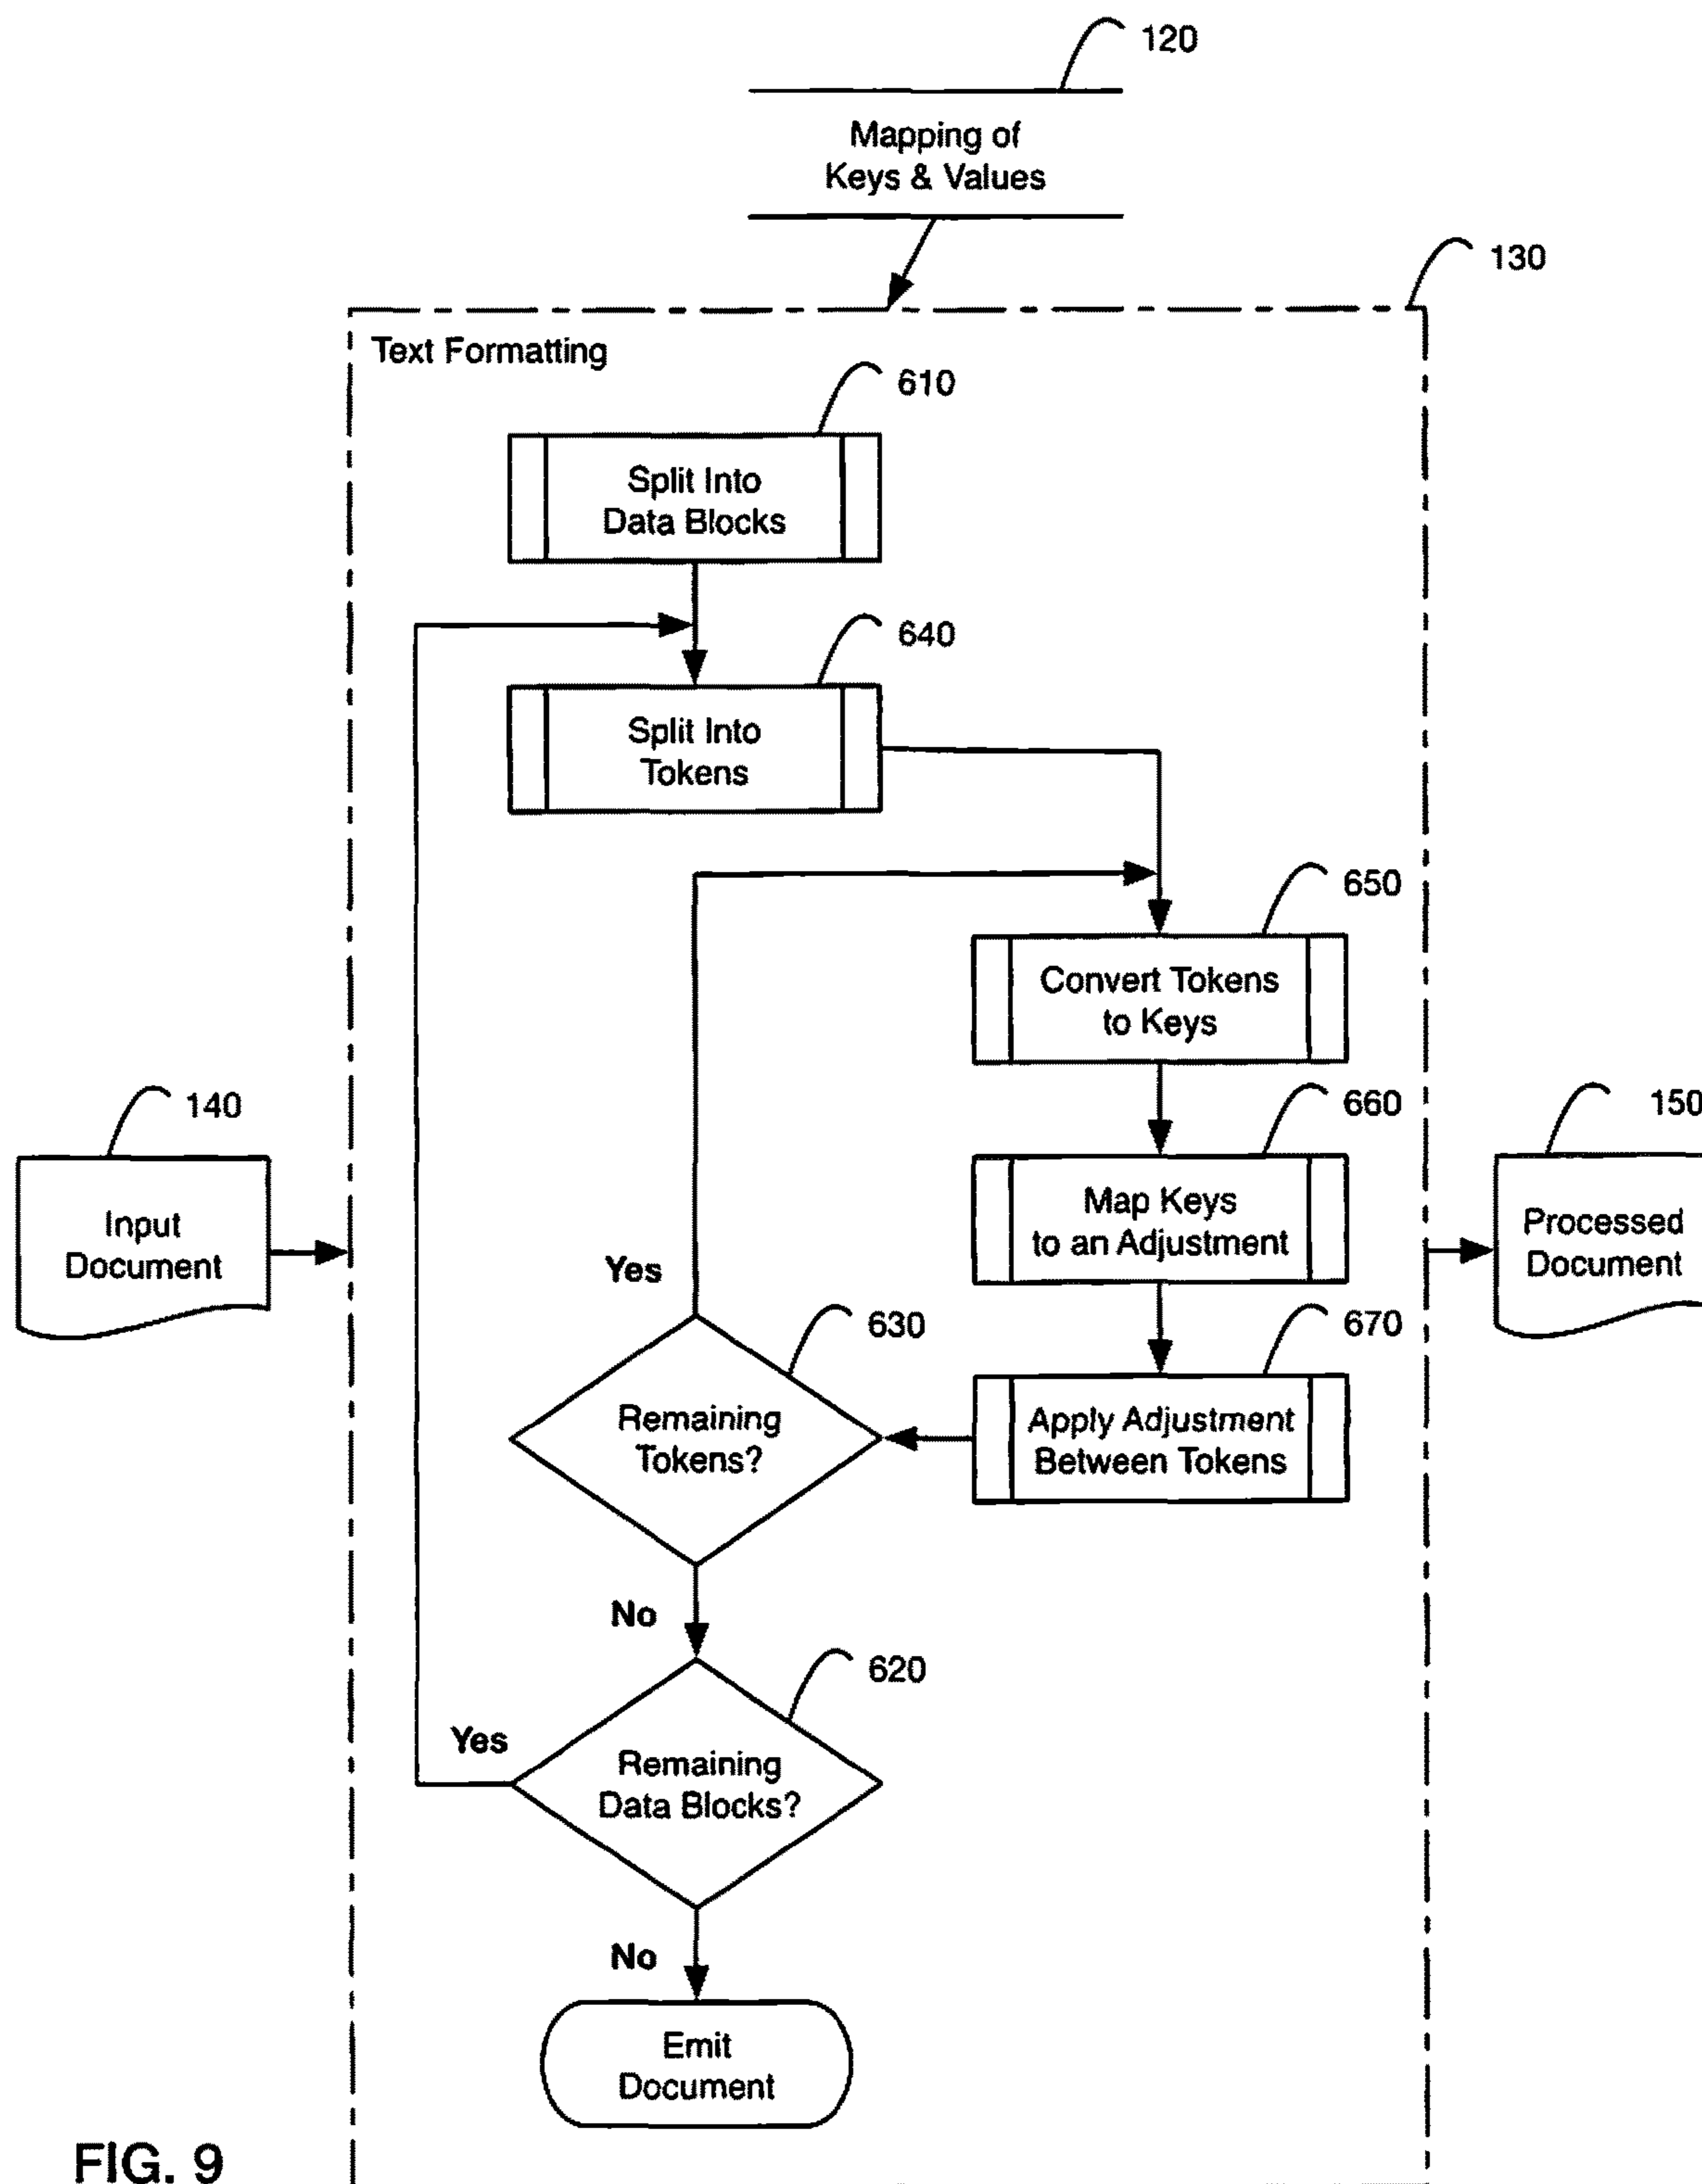 120
Mapping of
Keys & Values
130
Text Formatting
610
Split Into
Data Blocks
640
Split Into
Tokens
650
Convert Tokens
to Keys
140
660
150
Input
Document
Map Keys
to an Adjustment
Processed
Document
Yes
630
670
Remaining
Tokens?
Apply Adjustment
Between Tokens
No
620
Yes
Remaining
Data Blocks?
No
Emit
Document
FIG. 9